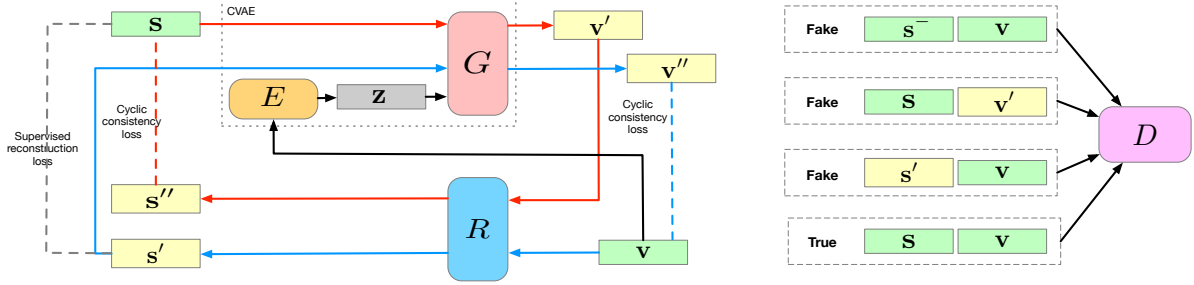 s
CVAE
G
v′
v′′
E
z
Cyclic
consistency
loss
Cyclic
consistency
loss
Supervised
reconstruction
loss
s′′
s′
R
v
Fake
s⁻
v
Fake
s
v′
Fake
s′
v
True
s
v
D